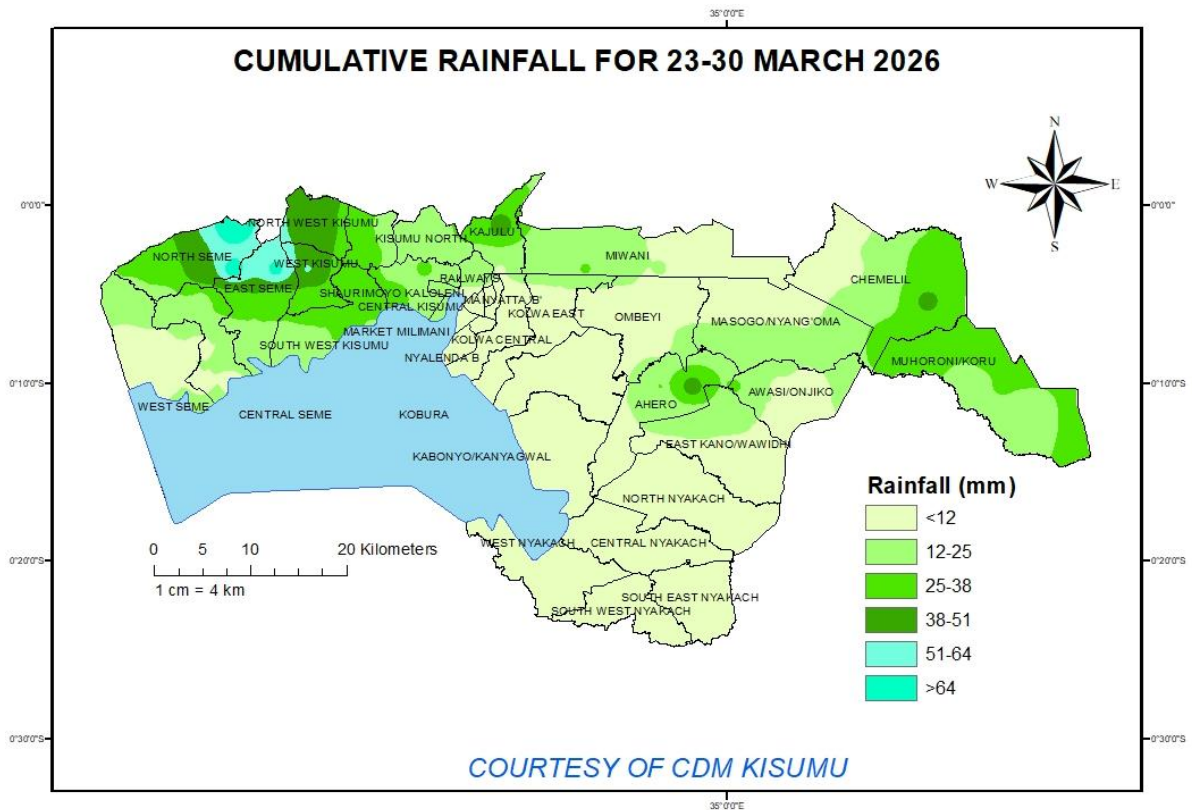 35°0'0"E
CUMULATIVE RAINFALL FOR 23-30 MARCH 2026
N
W E
S
0°0'0" 0°0'0"
NORTH WEST KISUMU
KAJULU
KISUMU NORTH
NORTH SEME
WEST KISUMU
MIWANI
RAILWAYS
CHEMELIL
EAST SEME
SHAURIMOYO KALOLENI
MANYATTA 'B'
CENTRAL KISUMU
KOLWA EAST
OMBEYI
MASOGO/NYANG'OMA
MARKET MILIMANI
KOLWA CENTRAL
SOUTH WEST KISUMU
NYALENDA B
MUHORONI/KORU
0°10'0"S 0°10'0"S
AWASI/ONJIKO
WEST SEME
CENTRAL SEME
KOBURA
AHERO
EAST KANO/WAWIDHI
KABONYO/KANYAGWAL
NORTH NYAKACH
WEST NYAKACH
CENTRAL NYAKACH
SOUTH EAST NYAKACH
SOUTH WEST NYAKACH
0 5 10 20 Kilometers
1 cm = 4 km
0°20'0"S 0°20'0"S
Rainfall (mm)
<12
12-25
25-38
38-51
51-64
>64
0°30'0"S 0°30'0"S
COURTESY OF CDM KISUMU
35°0'0"E